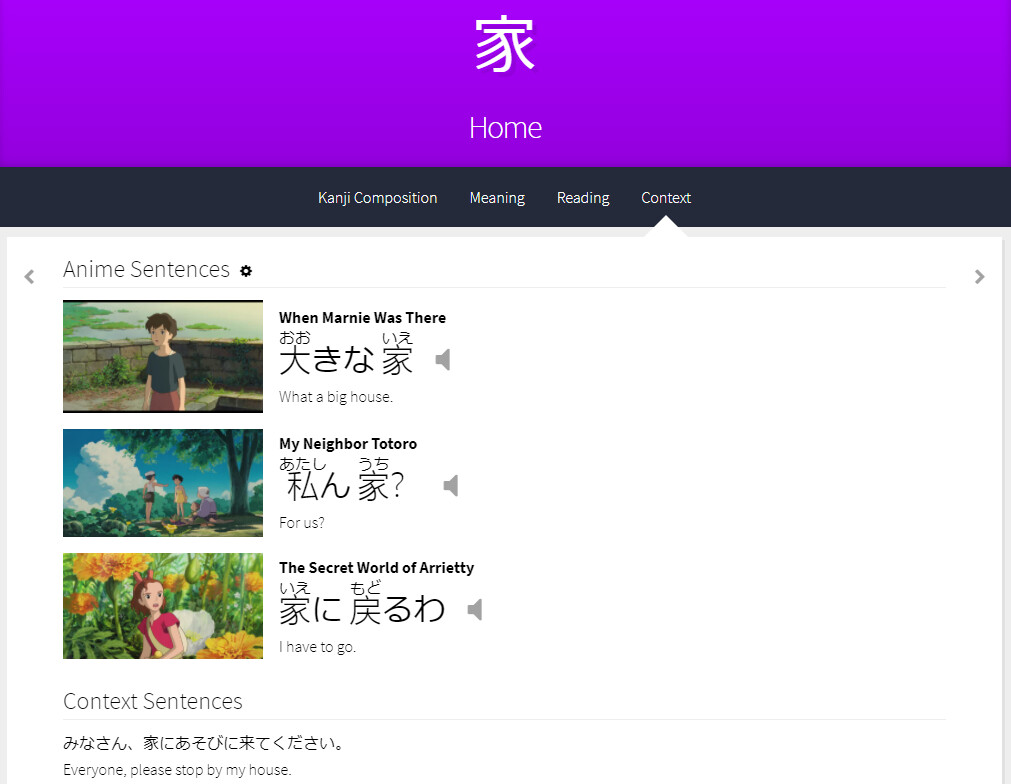 家
Home
Kanji Composition Meaning Reading Context
Anime Sentences
When Marnie Was There
おお いえ
大きな 家
What a big house.
My Neighbor Totoro
あたし うち
私ん 家?
For us?
The Secret World of Arrietty
いえ もど
家に 戻るわ
I have to go.
Context Sentences
みなさん、家にあそびに来てください。
Everyone, please stop by my house.